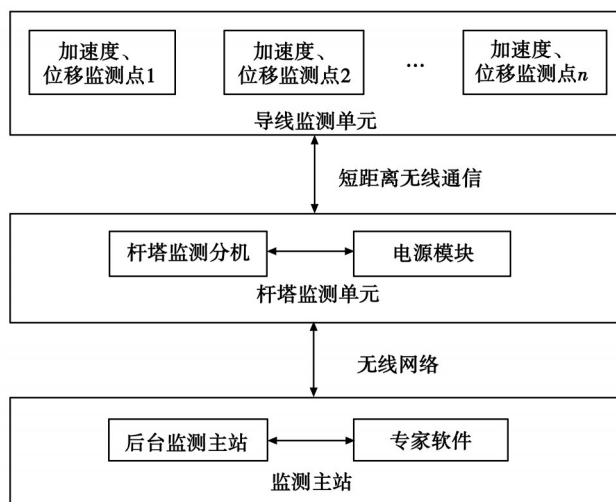 加速度、
位移监测点1
加速度、
位移监测点2
…
加速度、
位移监测点n
导线监测单元
短距离无线通信
杆塔监测分机
电源模块
杆塔监测单元
无线网络
后台监测主站
专家软件
监测主站